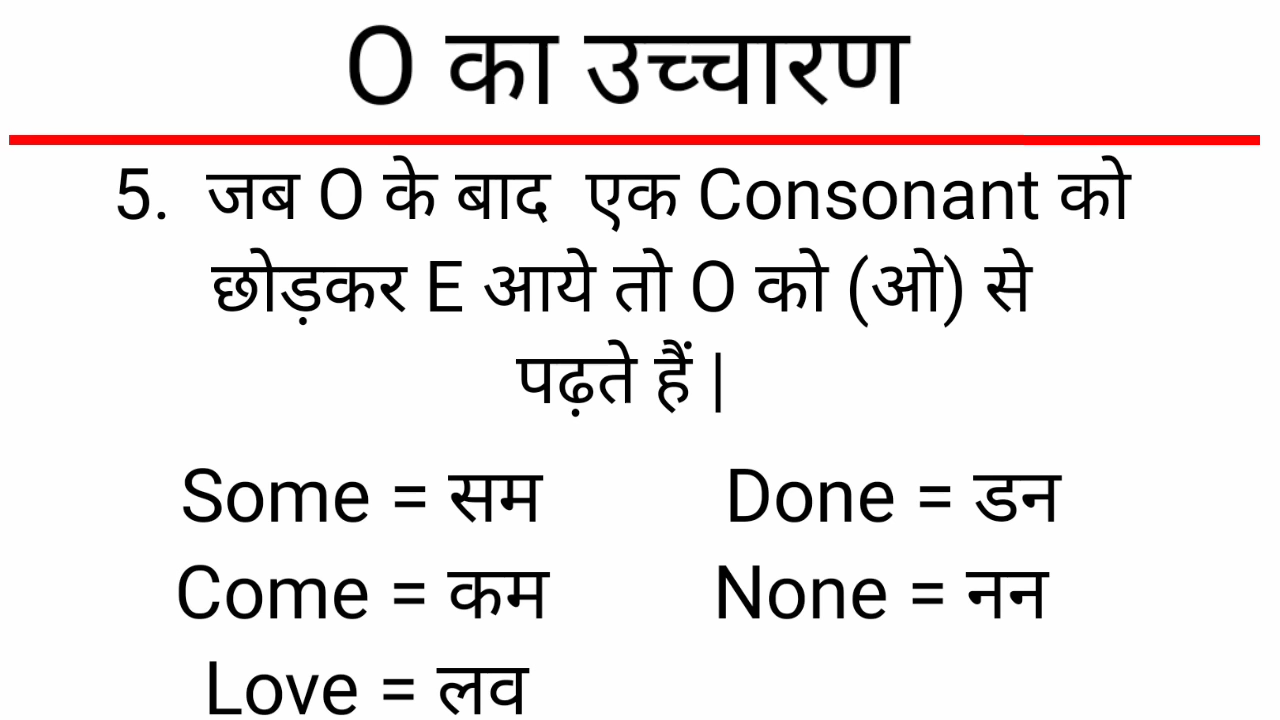 O का उच्चारण
5. जब O के बाद एक Consonant को
छोड़कर E आये तो O को (ओ) से
पढ़ते हैं |
Some = सम Done = डन
Come = कम None = नन
Love = लव